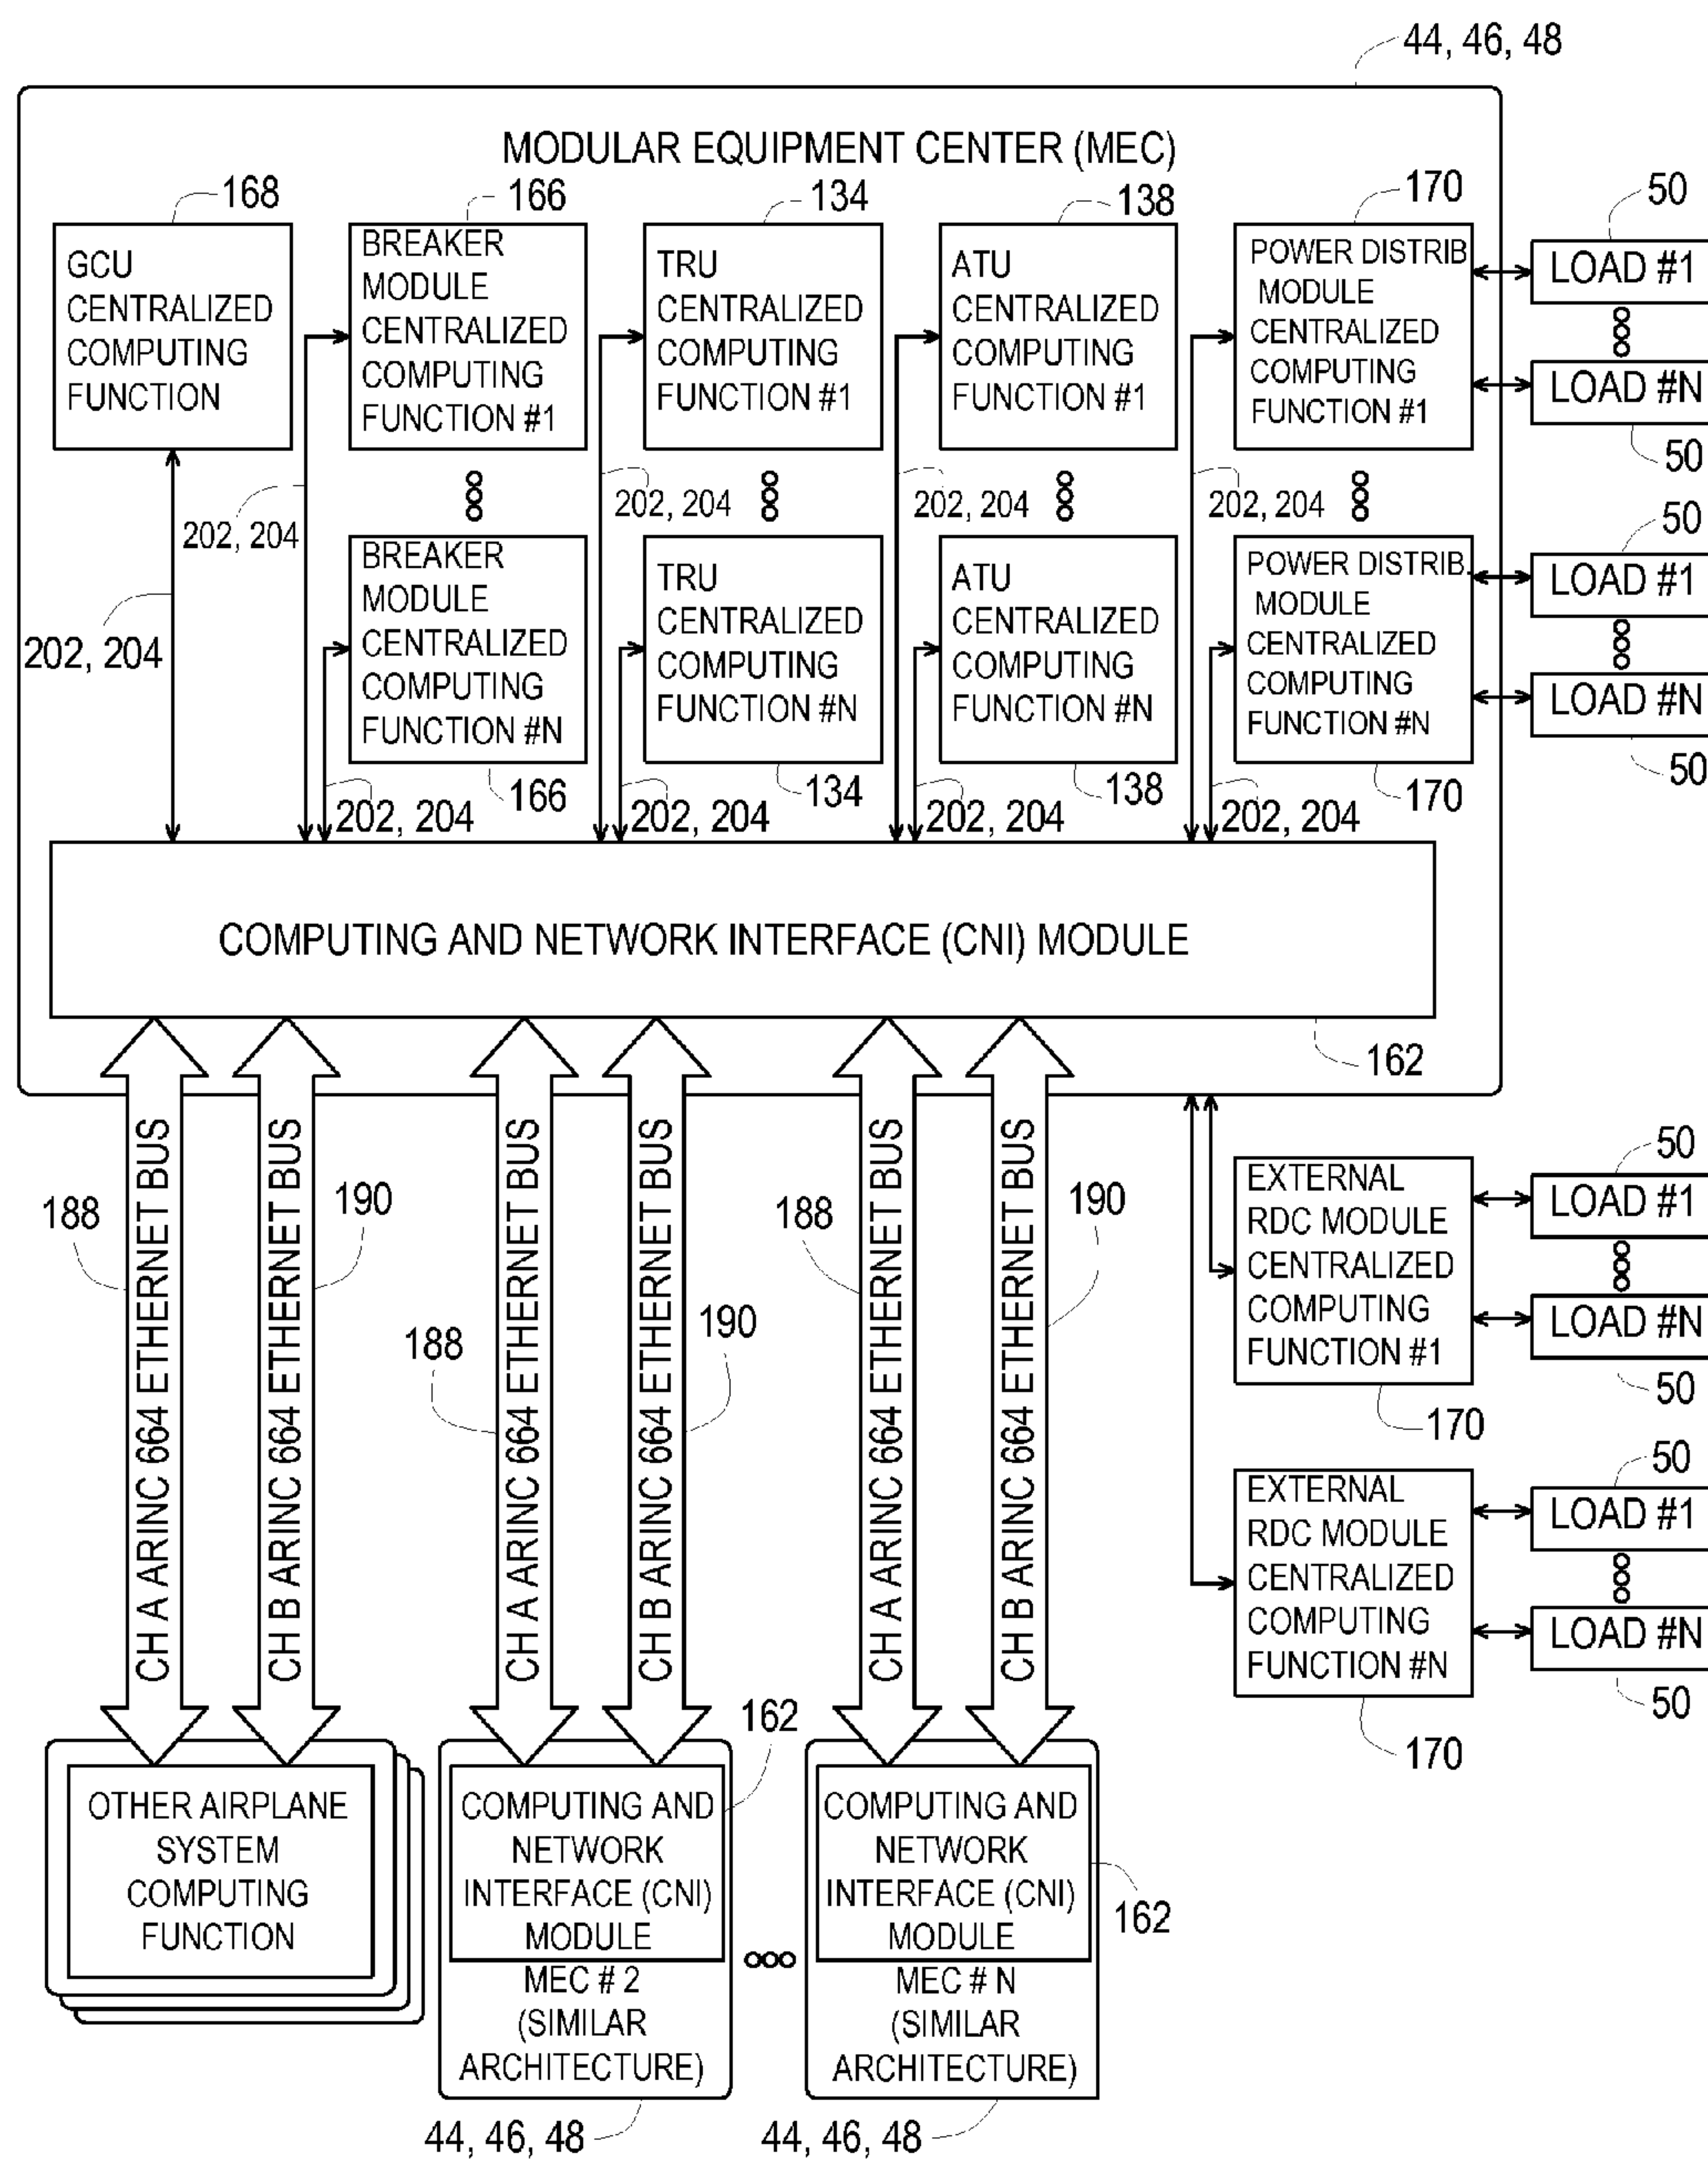 44, 46, 48
MODULAR EQUIPMENT CENTER (MEC)
168
166
134
138
170
50
GCU
CENTRALIZED
COMPUTING
FUNCTION
BREAKER
MODULE
CENTRALIZED
COMPUTING
FUNCTION #1
TRU
CENTRALIZED
COMPUTING
FUNCTION #1
ATU
CENTRALIZED
COMPUTING
FUNCTION #1
POWER DISTRIB
MODULE
CENTRALIZED
COMPUTING
FUNCTION #1
LOAD #1
LOAD #N
50
202, 204
202, 204
202, 204
202, 204
50
202, 204
BREAKER
MODULE
CENTRALIZED
COMPUTING
FUNCTION #N
TRU
CENTRALIZED
COMPUTING
FUNCTION #N
ATU
CENTRALIZED
COMPUTING
FUNCTION #N
POWER DISTRIB.
MODULE
CENTRALIZED
COMPUTING
FUNCTION #N
LOAD #1
LOAD #N
50
166
134
138
170
202, 204
202, 204
202, 204
202, 204
COMPUTING AND NETWORK INTERFACE (CNI) MODULE
162
CH A ARINC 664 ETHERNET BUS
CH B ARINC 664 ETHERNET BUS
CH A ARINC 664 ETHERNET BUS
CH B ARINC 664 ETHERNET BUS
CH A ARINC 664 ETHERNET BUS
CH B ARINC 664 ETHERNET BUS
188
190
188
190
188
190
50
EXTERNAL
RDC MODULE
CENTRALIZED
COMPUTING
FUNCTION #1
LOAD #1
LOAD #N
50
170
50
EXTERNAL
RDC MODULE
CENTRALIZED
COMPUTING
FUNCTION #N
LOAD #1
LOAD #N
50
170
162
OTHER AIRPLANE
SYSTEM
COMPUTING
FUNCTION
COMPUTING AND
NETWORK
INTERFACE (CNI)
MODULE
MEC # 2
(SIMILAR
ARCHITECTURE)
COMPUTING AND
NETWORK
INTERFACE (CNI)
MODULE
MEC # N
(SIMILAR
ARCHITECTURE)
162
44, 46, 48
44, 46, 48